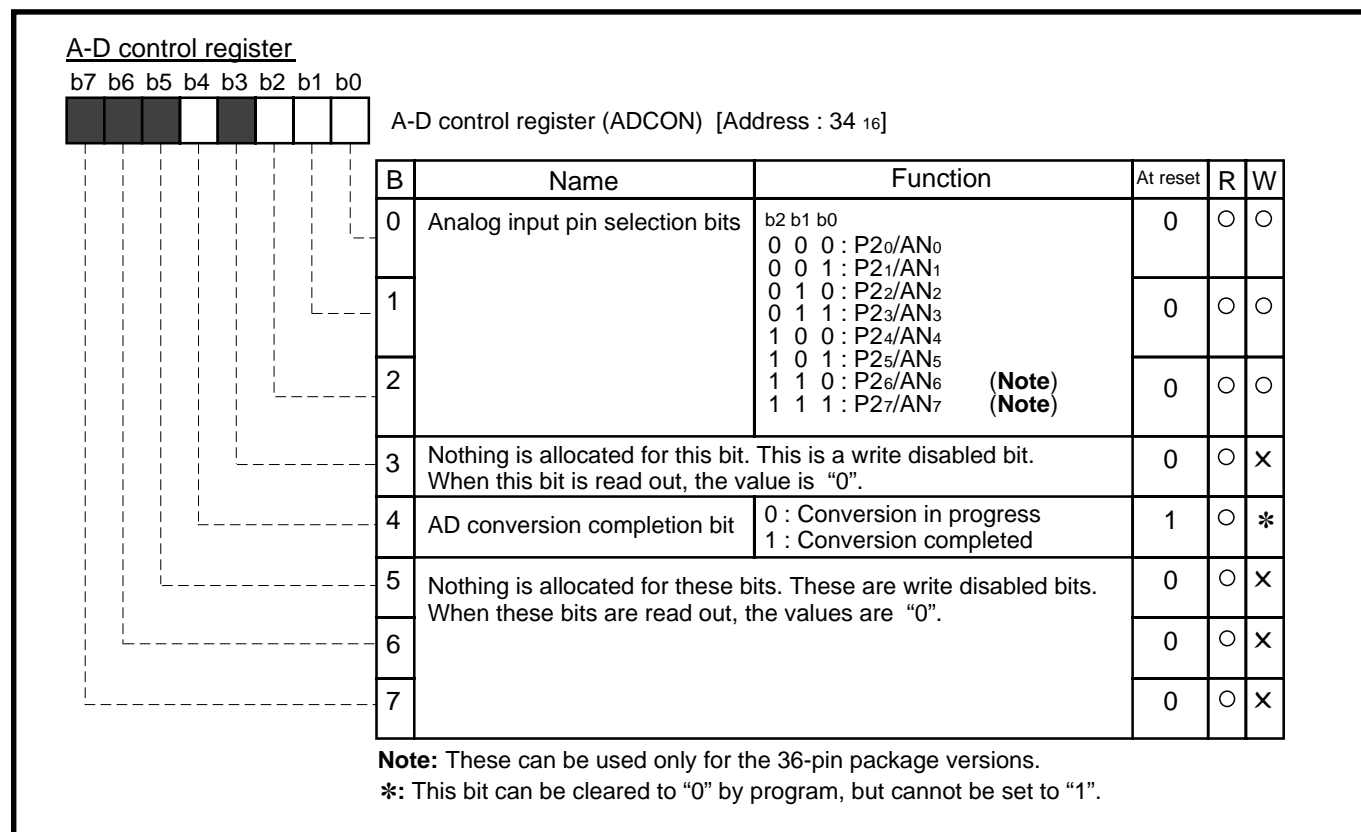 A-D control register
b7 b6 b5 b4 b3 b2 b1 b0
A-D control register (ADCON) [Address : 34 16]
B Name Function At reset R W
0 Analog input pin selection bits b2 b1 b0 0 ○ ○
0 0 0 : P20/AN0
0 0 1 : P21/AN1
1 0 1 0 : P22/AN2 0 ○ ○
0 1 1 : P23/AN3
1 0 0 : P24/AN4
1 0 1 : P25/AN5
2 1 1 0 : P26/AN6 (Note) 0 ○ ○
1 1 1 : P27/AN7 (Note)
3 Nothing is allocated for this bit. This is a write disabled bit. 0 ○ ×
When this bit is read out, the value is “0”.
4 AD conversion completion bit 0 : Conversion in progress 1 ○ ✻
1 : Conversion completed
5 Nothing is allocated for these bits. These are write disabled bits. 0 ○ ×
When these bits are read out, the values are “0”.
6 0 ○ ×
7 0 ○ ×
Note: These can be used only for the 36-pin package versions.
✻: This bit can be cleared to “0” by program, but cannot be set to “1”.